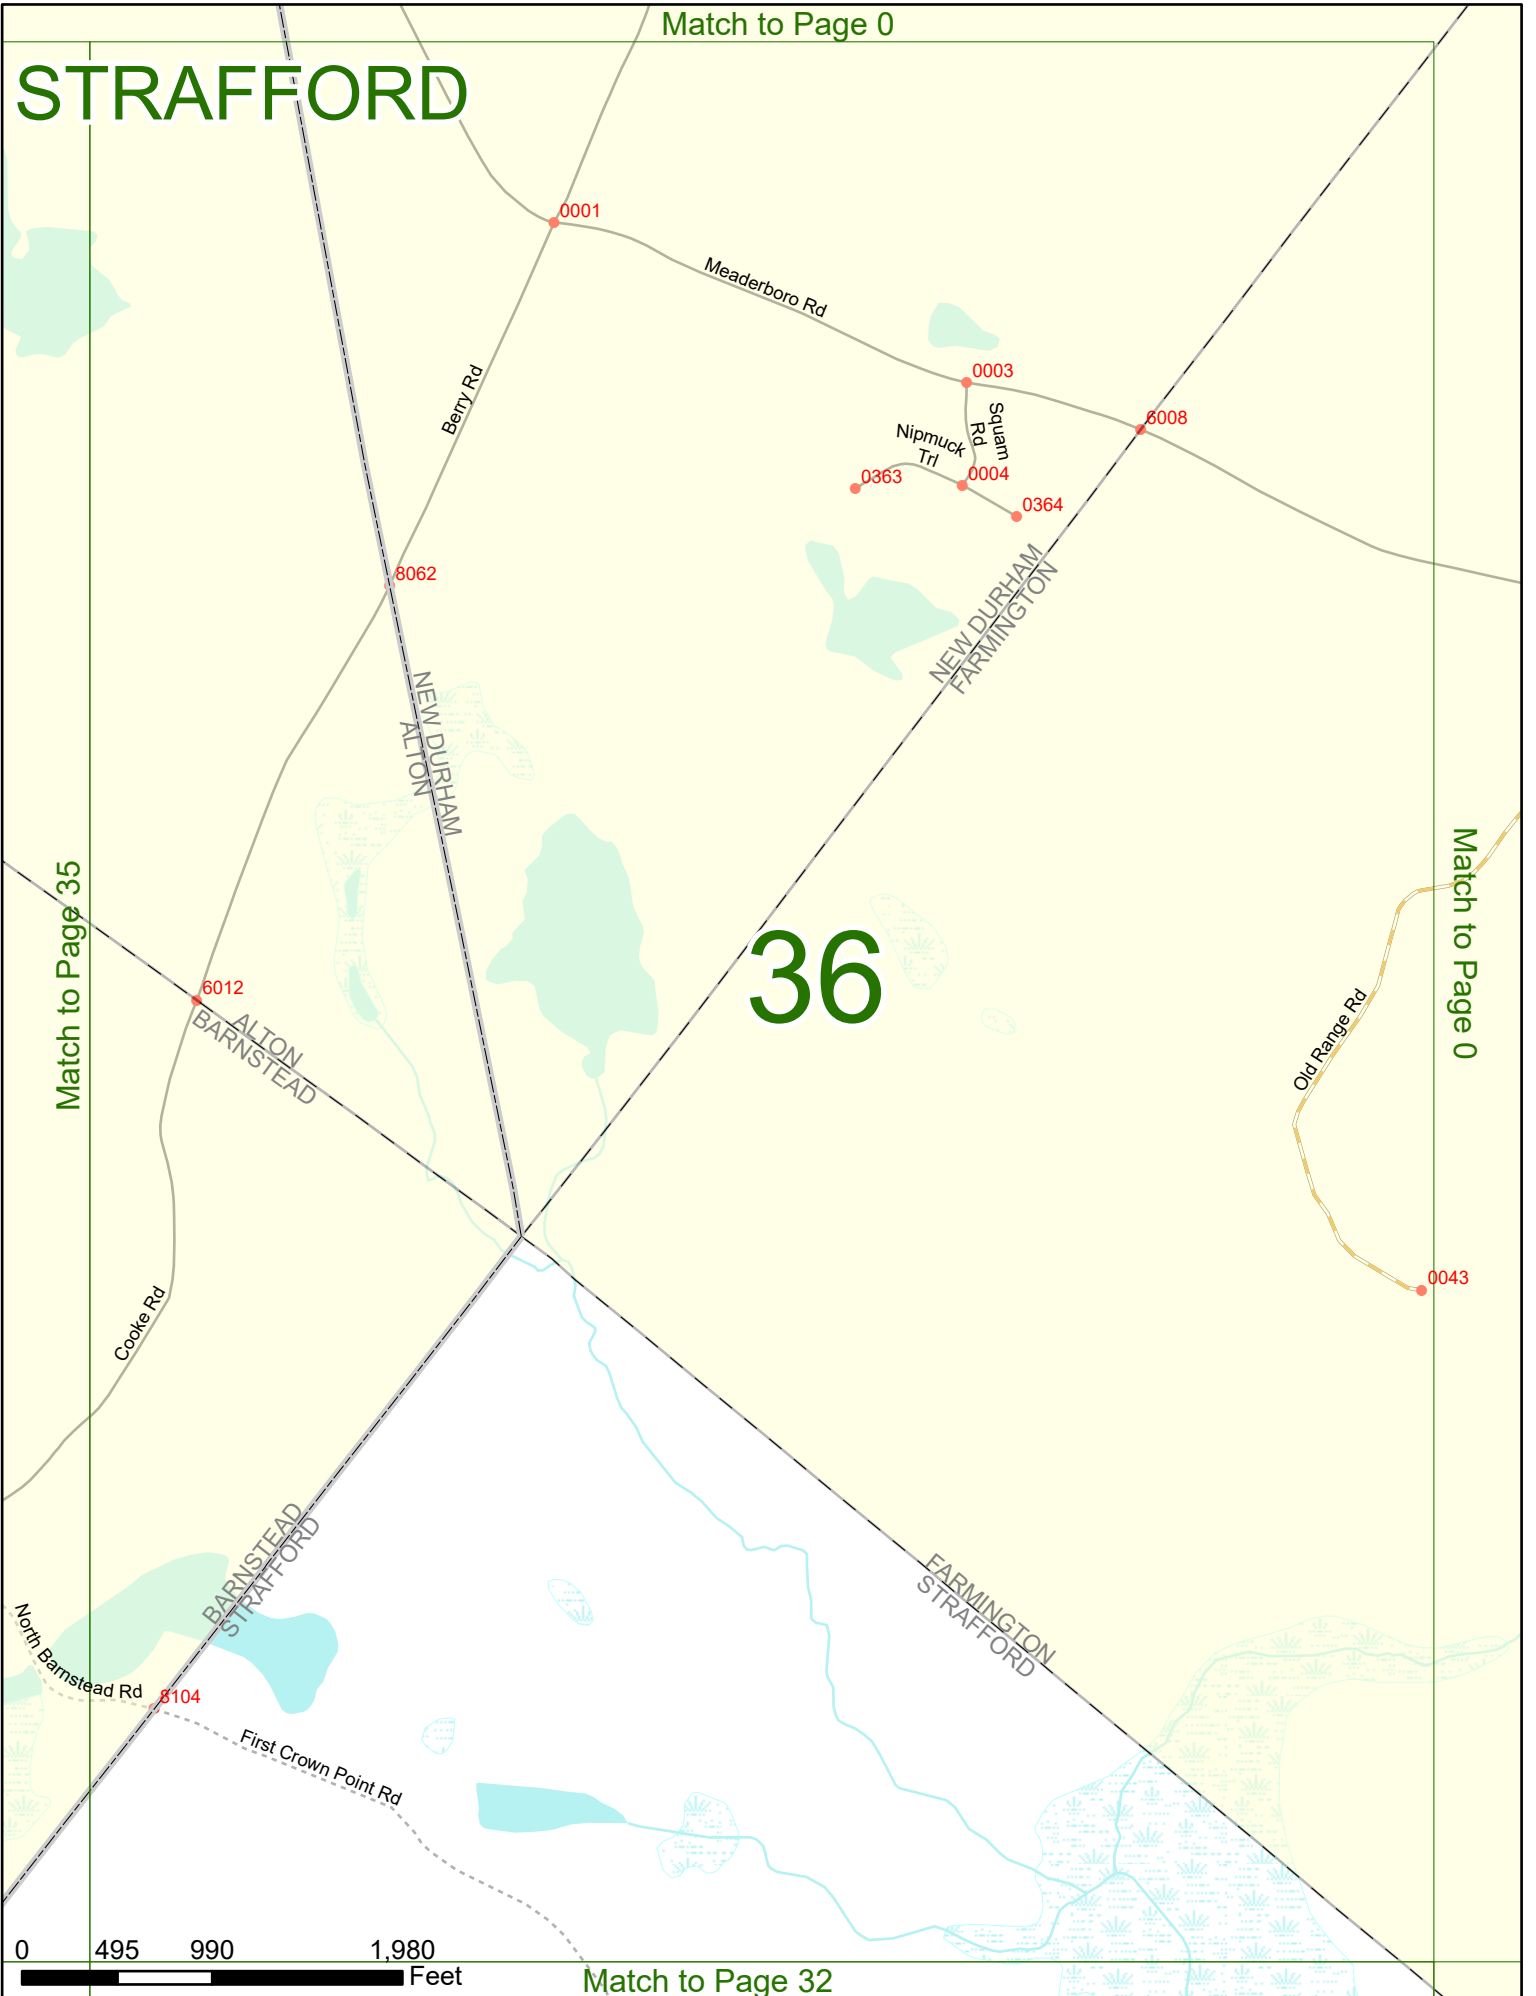 Match to Page 0
STRAFFORD
0001
Meaderboro Rd
Berry Rd
0003
Squam
Rd
6008
Nipmuck
Trl
0363
0004
0364
NEW DURHAM
FARMINGTON
8062
NEW DURHAM
ALTON
Match to Page 35
Match to Page 0
36
6012
ALTON
BARNSTEAD
Old Range Rd
0043
Cooke Rd
BARNSTEAD
STRAFFORD
FARMINGTON
STRAFFORD
North Barnstead Rd
8104
First Crown Point Rd
0 495 990 1,980
Feet
Match to Page 32